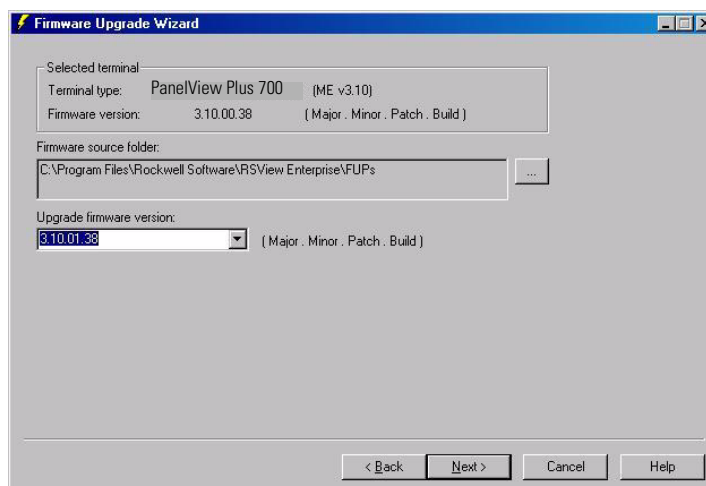 Firmware Upgrade Wizard
Selected terminal
Terminal type: PanelView Plus 700 (ME v3.10)
Firmware version: 3.10.00.38 ( Major . Minor . Patch . Build )
Firmware source folder:
C:\Program Files\Rockwell Software\RSView Enterprise\FUPs
...
Upgrade firmware version:
3.10.01.38 ( Major . Minor . Patch . Build )
< Back Next > Cancel Help